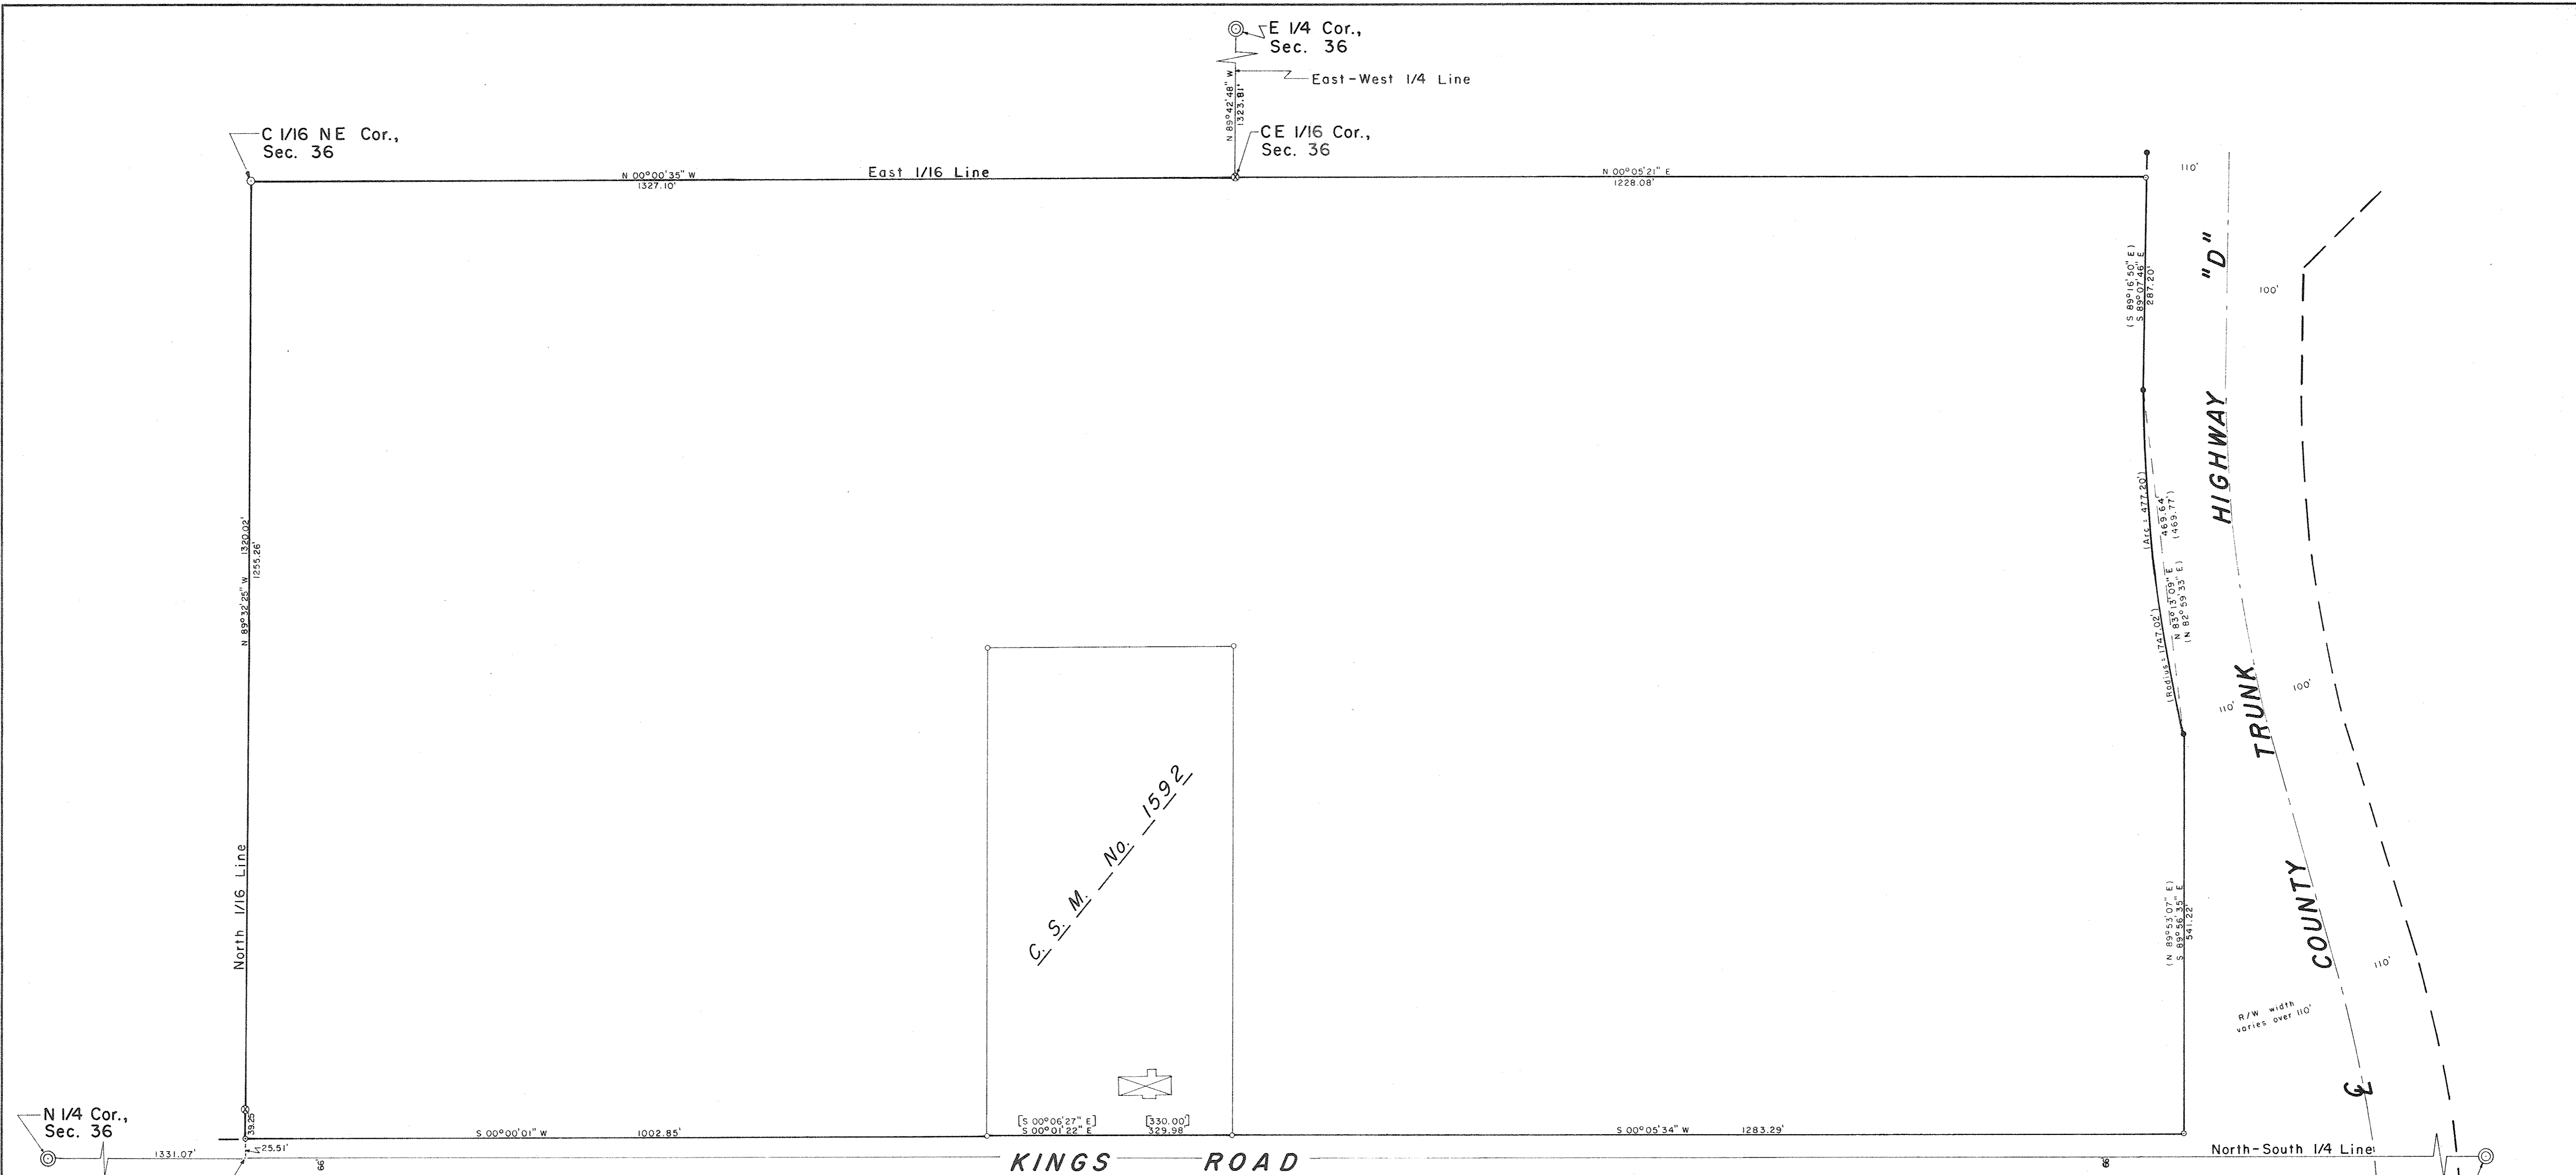 E 1/4 Cor.,
Sec. 36
East-West 1/4 Line
N 89°42'48" W
1323.81'
C 1/16 NE Cor.,
Sec. 36
CE 1/16 Cor.,
Sec. 36
N 00°00'35" W
1327.10'
East 1/16 Line
N 00°05'21" E
1228.08'
110'
"D"
100'
(S 89°16'50" E)
S 89°07'46" E
287.20'
HIGHWAY
(Arc = 477.20')
469.64'
(469.77')
N 83°13'09" E
(N 82°59'33" E)
(Radius = 1747.02')
N 89°32'25" W 1320.02'
1255.26'
North 1/16 Line
100'
110'
TRUNK
C. S. M. No. 1592
COUNTY
(N 89°53'07" E)
S 89°56'35" E
541.22'
110'
R/W width
varies over 110'
N 1/4 Cor.,
Sec. 36
39.25'
[S 00°06'27" E] [330.00']
S 00°01'22" E 329.98'
S 00°00'01" W 1002.85'
S 00°05'34" W 1283.29'
1331.07'
25.51'
66'
KINGS ROAD
66'
North-South 1/4 Line